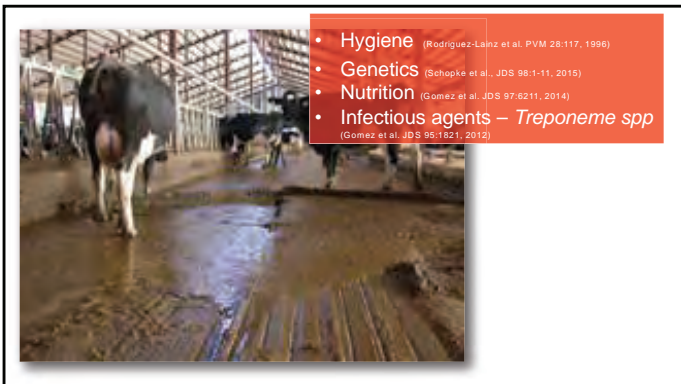 • Hygiene (Rodriguez-Lainz et al. PVM 28:117, 1996)
• Genetics (Schopke et al., JDS 98:1-11, 2015)
• Nutrition (Gomez et al. JDS 97:6211, 2014)
• Infectious agents – Treponeme spp
(Gomez et al. JDS 95:1821, 2012)